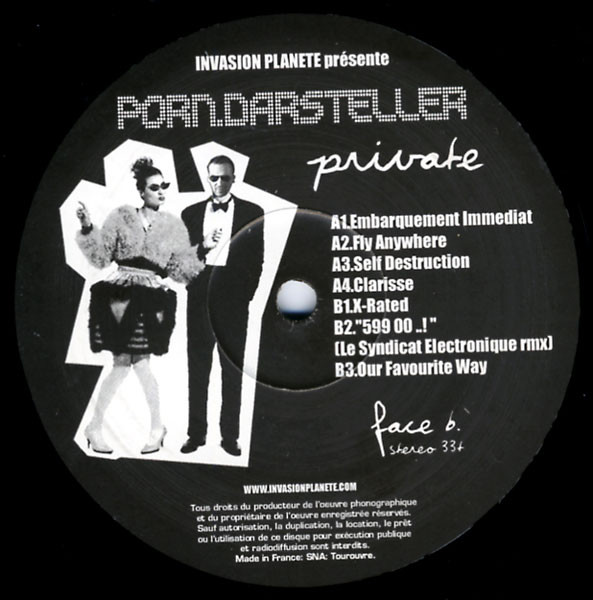 INVASION PLANETE présente
PORN.DARSTELLER
private
A1.Embarquement Immediat
A2.Fly Anywhere
A3.Self Destruction
A4.Clarisse
B1.X-Rated
B2."599 00 ..! "
(Le Syndicat Electronique rmx)
B3.Our Favourite Way
face b.
stereo 33t
WWW.INVASIONPLANETE.COM
Tous droits du producteur de l'oeuvre phonographique
et du propriétaire de l'oeuvre enregistrée réservés.
Sauf autorisation, la duplication, la location, le prêt
ou l'utilisation de ce disque pour exécution publique
et radiodiffusion sont interdits.
Made in France: SNA: Tourouvre.